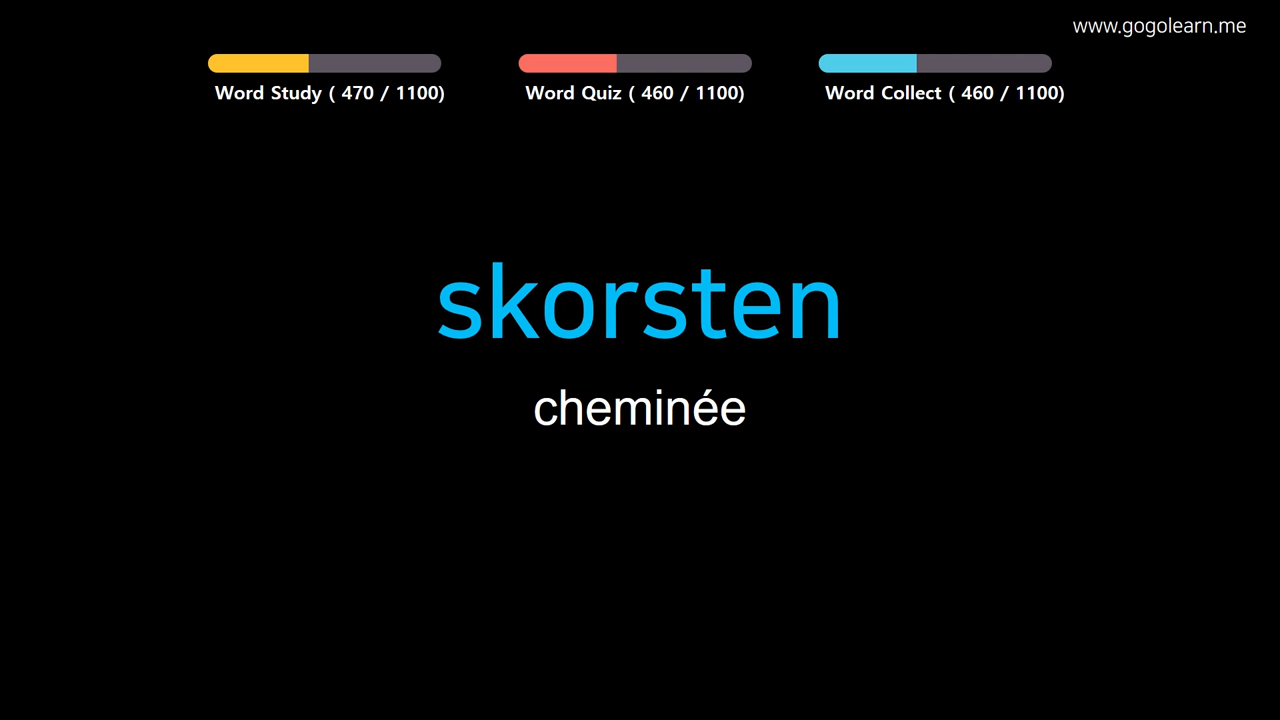 www.gogolearn.me
Word Study ( 470 / 1100)
Word Quiz ( 460 / 1100)
Word Collect ( 460 / 1100)
skorsten
cheminée